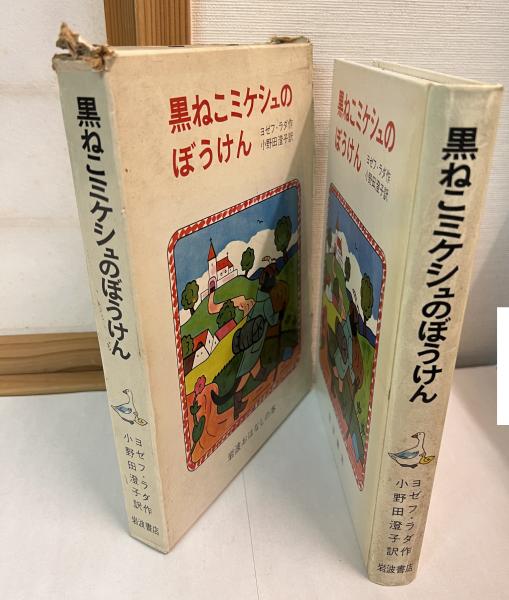 黒ねこミケシュのぼうけん
ヨゼフ・ラダ作
小野田澄子訳
岩波書店
黒ねこミケシュの
ぼうけん
ヨゼフ・ラダ作
小野田澄子訳
岩波おはなしの本
黒ねこミケシュの
ぼうけん
ヨゼフ・ラダ作
小野田澄子訳
黒ねこミケシュのぼうけん
ヨゼフ・ラダ作
小野田澄子訳
岩波書店